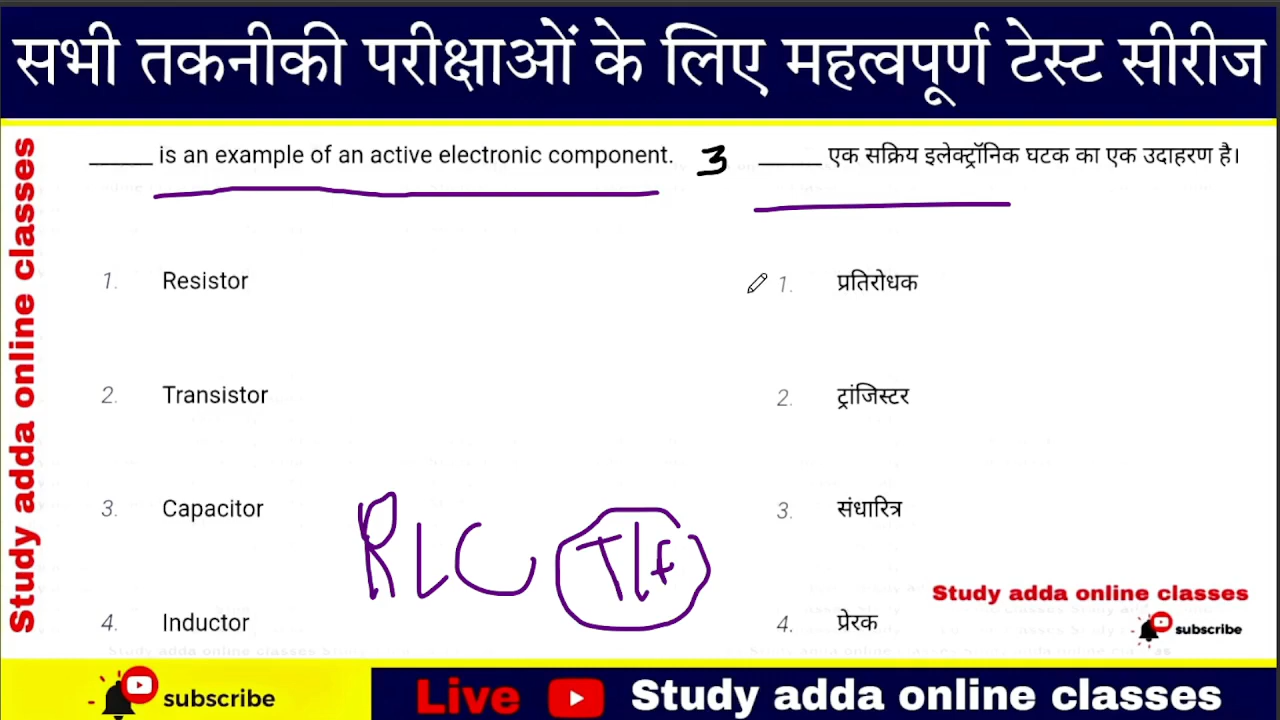 सभी तकनीकी परीक्षाओं के लिए महत्वपूर्ण टेस्ट सीरीज
Study adda online classes
______ is an example of an active electronic component.
3
______ एक सक्रिय इलेक्ट्रॉनिक घटक का एक उदाहरण है।
1. Resistor
2. Transistor
3. Capacitor
4. Inductor
1. प्रतिरोधक
2. ट्रांजिस्टर
3. संधारित्र
4. प्रेरक
RLC
Study adda online classes
subscribe
subscribe
Live Study adda online classes